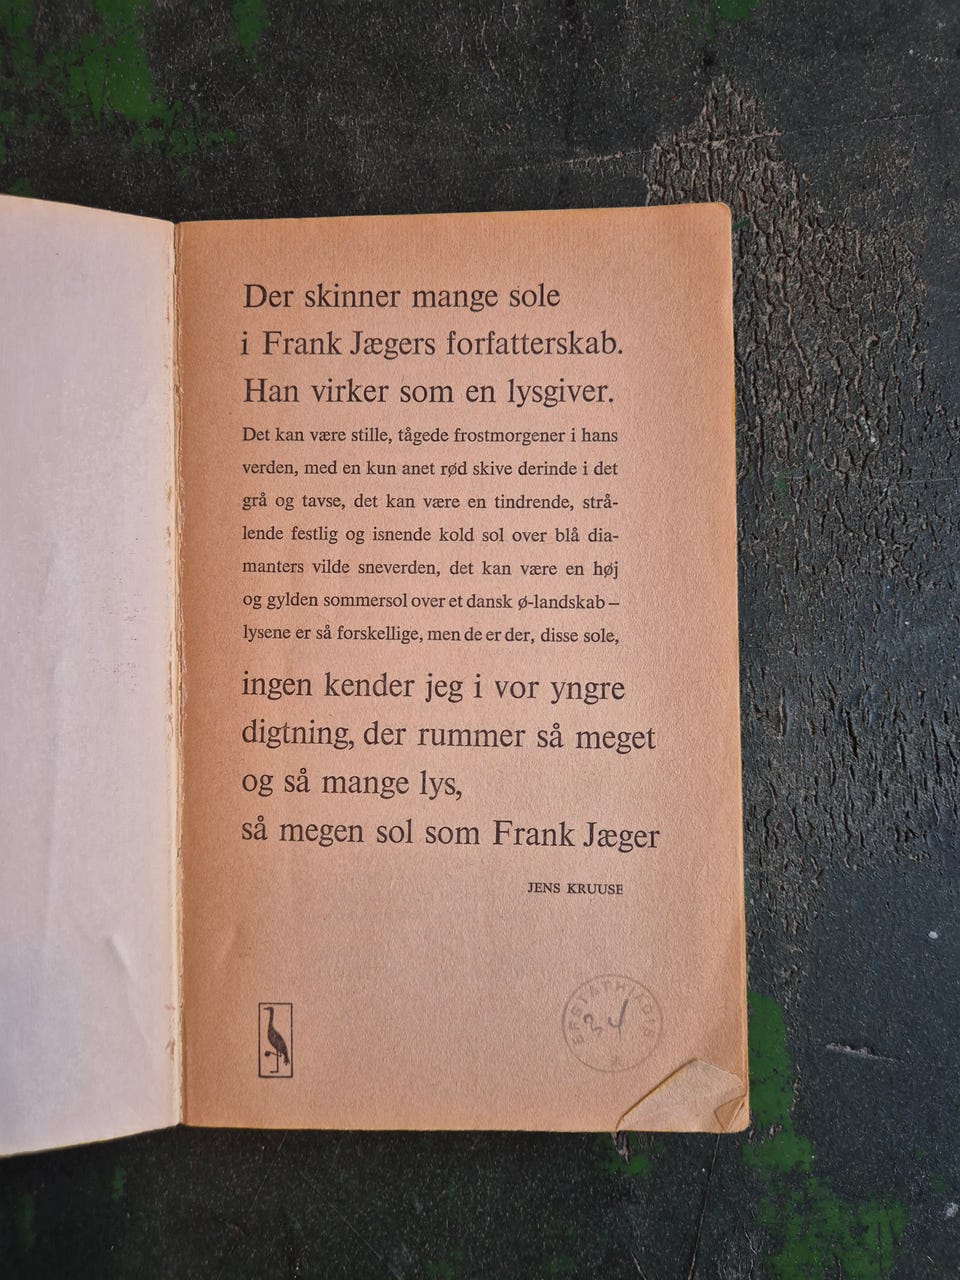 Der skinner mange sole
i Frank Jægers forfatterskab.
Han virker som en lysgiver.
Det kan være stille, tågede frostmorgener i hans
verden, med en kun anet rød skive derinde i det
grå og tavse, det kan være en tindrende, strå-
lende festlig og isnende kold sol over blå dia-
manters vilde sneverden, det kan være en høj
og gylden sommersol over et dansk ø-landskab –
lysene er så forskellige, men de er der, disse sole,
ingen kender jeg i vor yngre
digtning, der rummer så meget
og så mange lys,
så megen sol som Frank Jæger
JENS KRUUSE
EFSTATHIADIS
34